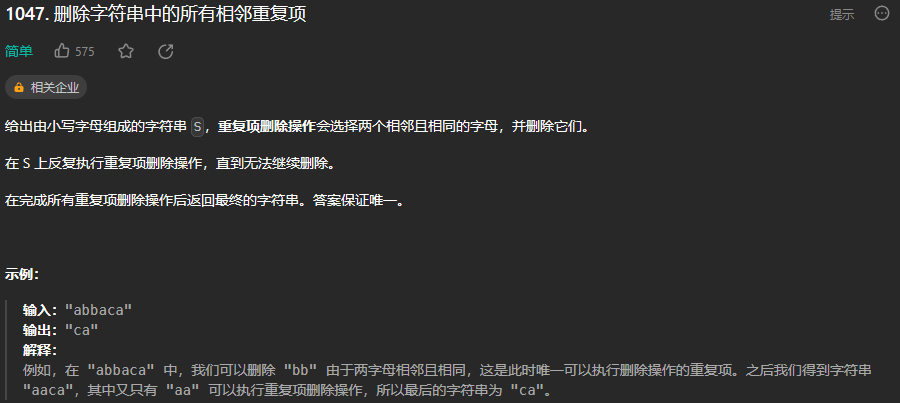 1047. 删除字符串中的所有相邻重复项 提示
简单 575
相关企业
给出由小写字母组成的字符串 S，重复项删除操作会选择两个相邻且相同的字母，并删除它们。
在 S 上反复执行重复项删除操作，直到无法继续删除。
在完成所有重复项删除操作后返回最终的字符串。答案保证唯一。
示例：
输入："abbaca"
输出："ca"
解释：
例如，在 "abbaca" 中，我们可以删除 "bb" 由于两字母相邻且相同，这是此时唯一可以执行删除操作的重复项。之后我们得到字符串
"aaca"，其中又只有 "aa" 可以执行重复项删除操作，所以最后的字符串为 "ca"。